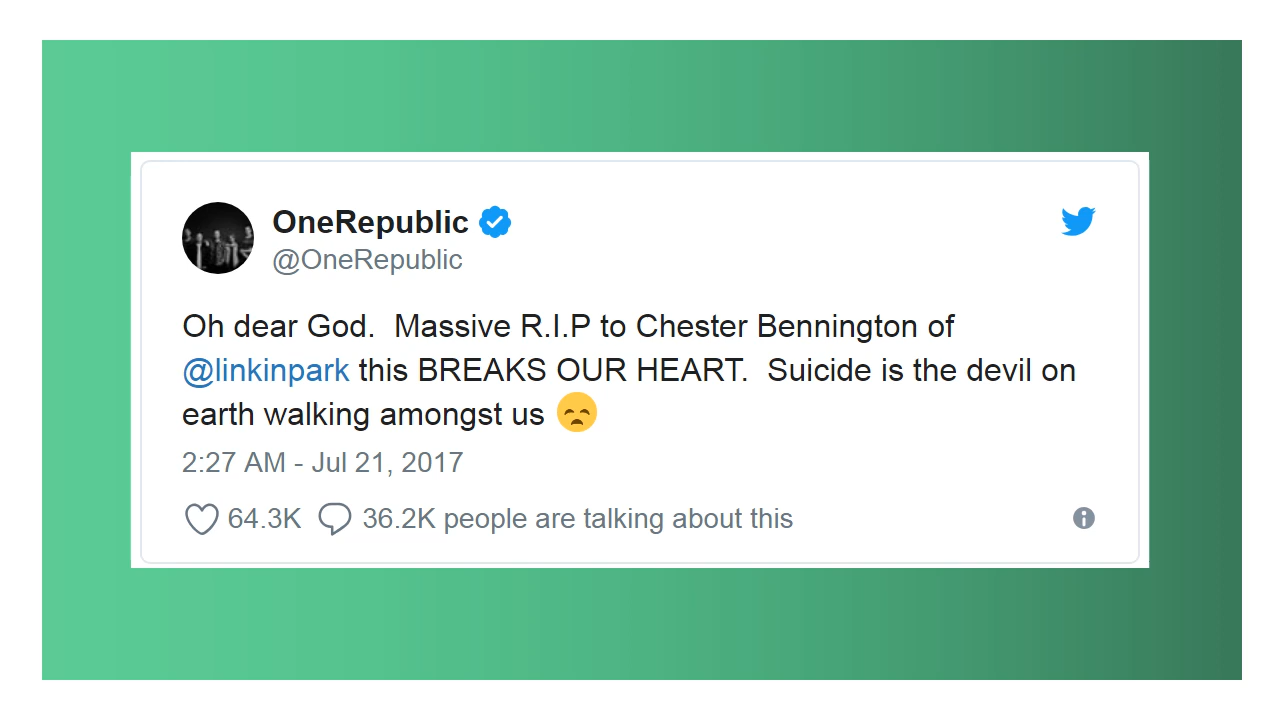 OneRepublic
@OneRepublic
Oh dear God.  Massive R.I.P to Chester Bennington of
@linkinpark this BREAKS OUR HEART.  Suicide is the devil on
earth walking amongst us 😞
2:27 AM - Jul 21, 2017
64.3K 36.2K people are talking about this